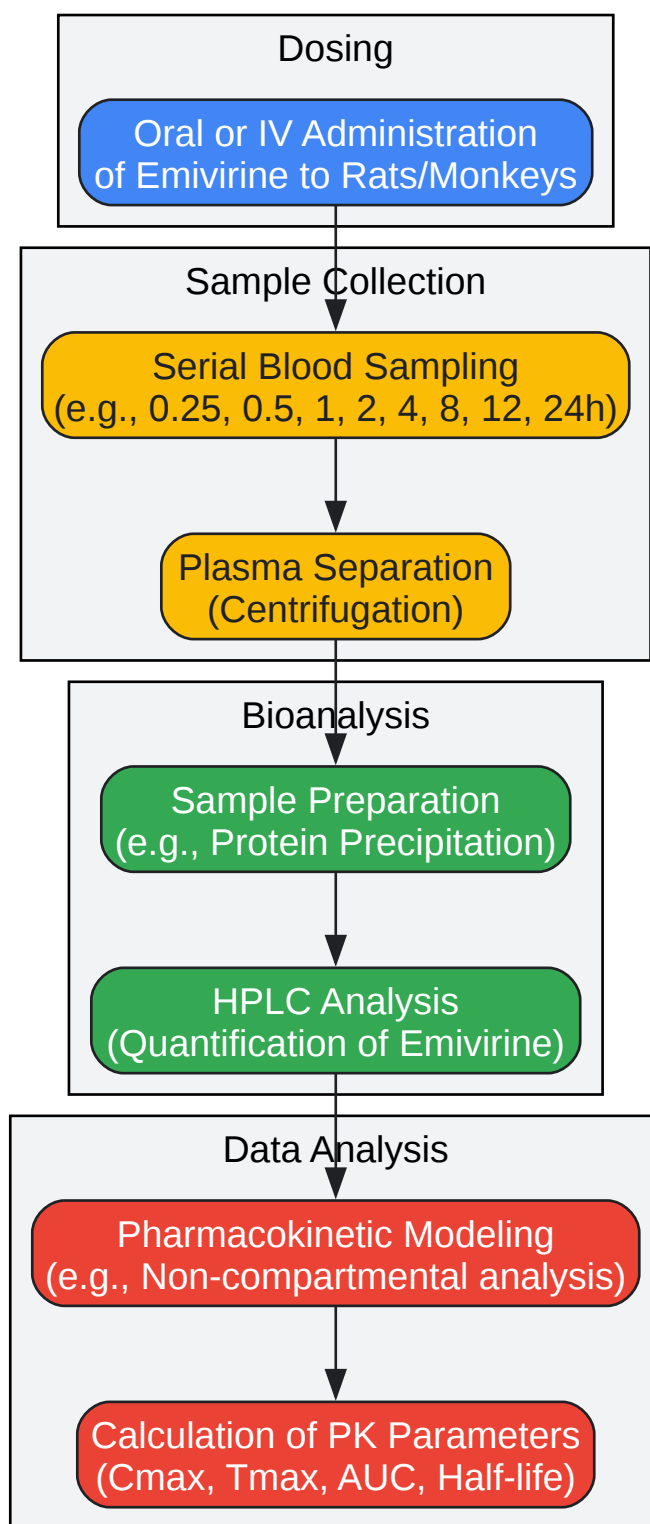 Dosing
Oral or IV Administration
of Emivirine to Rats/Monkeys
Sample Collection
Serial Blood Sampling
(e.g., 0.25, 0.5, 1, 2, 4, 8, 12, 24h)
Plasma Separation
(Centrifugation)
Bioanalysis
Sample Preparation
(e.g., Protein Precipitation)
HPLC Analysis
(Quantification of Emivirine)
Data Analysis
Pharmacokinetic Modeling
(e.g., Non-compartmental analysis)
Calculation of PK Parameters
(Cmax, Tmax, AUC, Half-life)